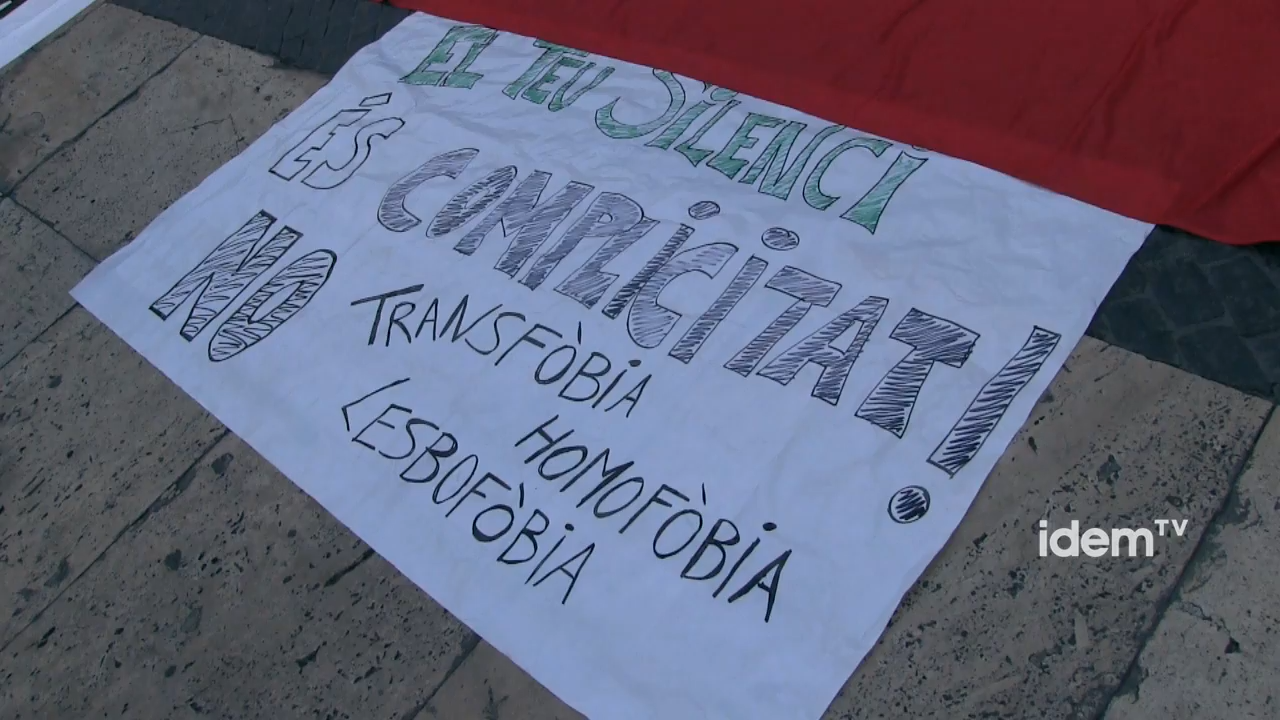 EL TEU SILENCI
ÉS COMPLICITAT!
NO TRANSFÒBIA
HOMOFÒBIA
LESBOFÒBIA
idemTV